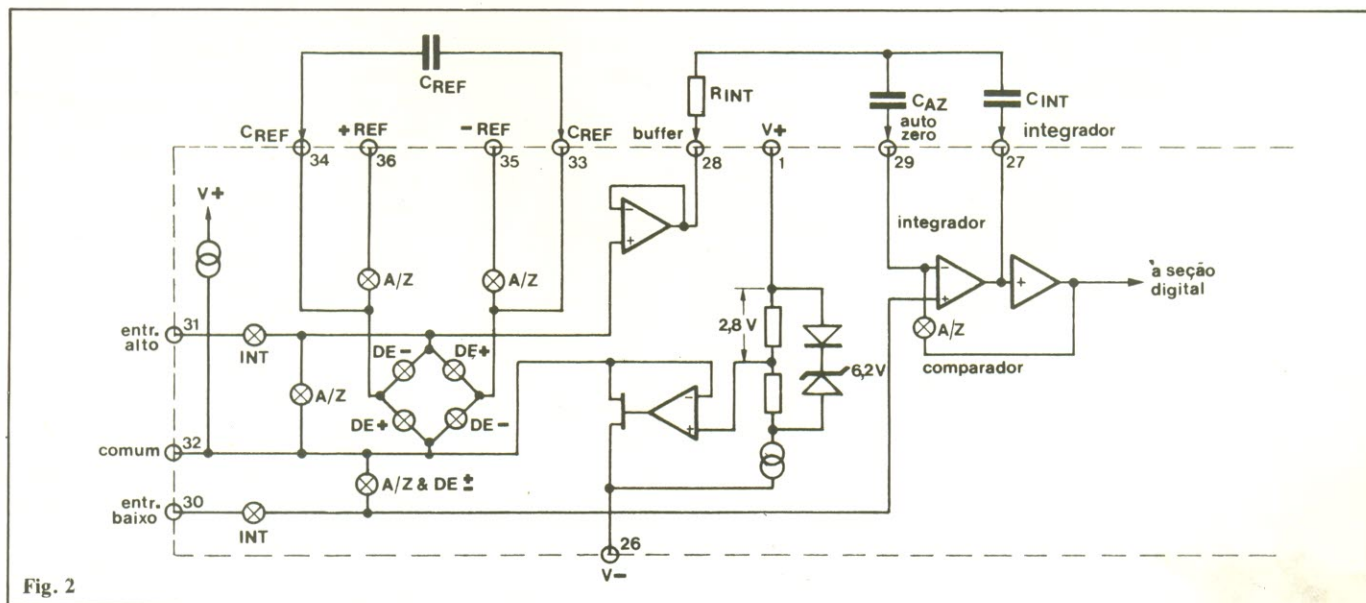 CREF
RINT
CAZ
auto
zero
CINT
integrador
CREF
34
+ REF
36
- REF
35
CREF
33
buffer
28
V+
1
29
27
V+
A/Z
A/Z
integrador
-
+
-
+
+
à seção
digital
A/Z
comparador
entr.
alto
31
INT
A/Z
DE -
DE+
DE+
DE -
2,8 V
6,2V
-
+
comum
32
A/Z & DE ±
entr.
baixo
30
INT
26
V-
Fig. 2